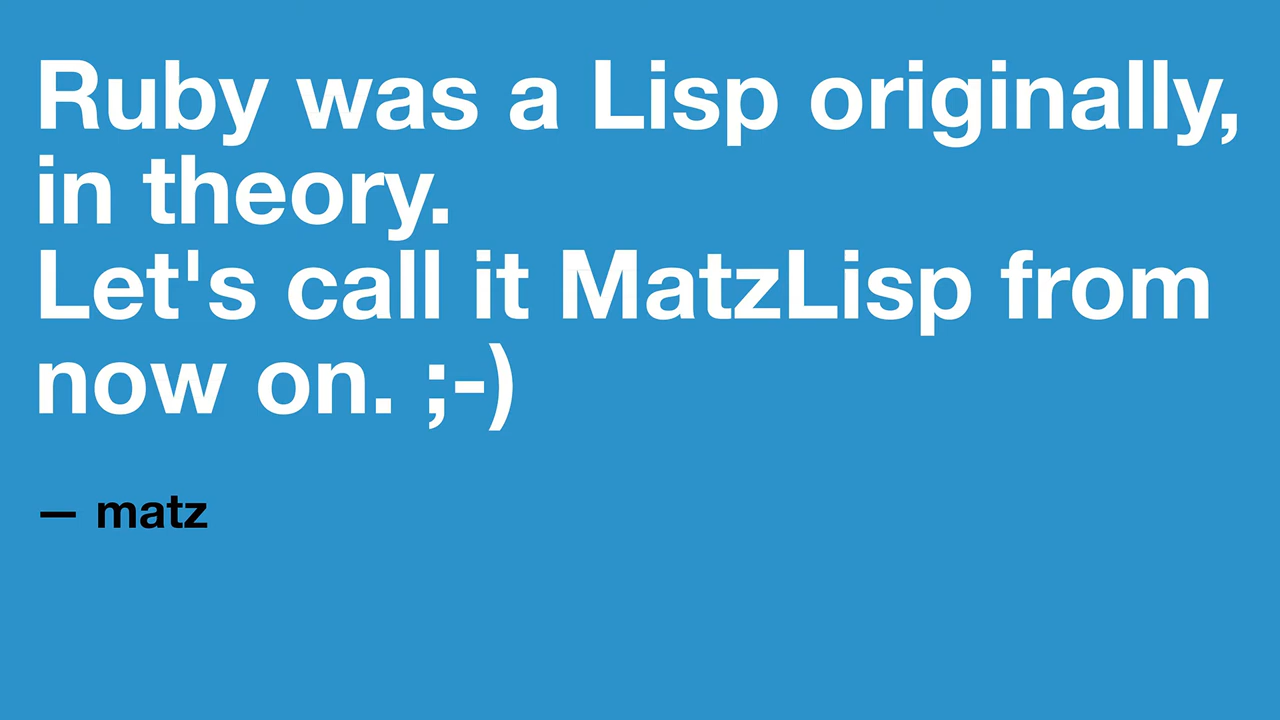 Ruby was a Lisp originally,
in theory.
Let's call it MatzLisp from
now on. ;-)
— matz